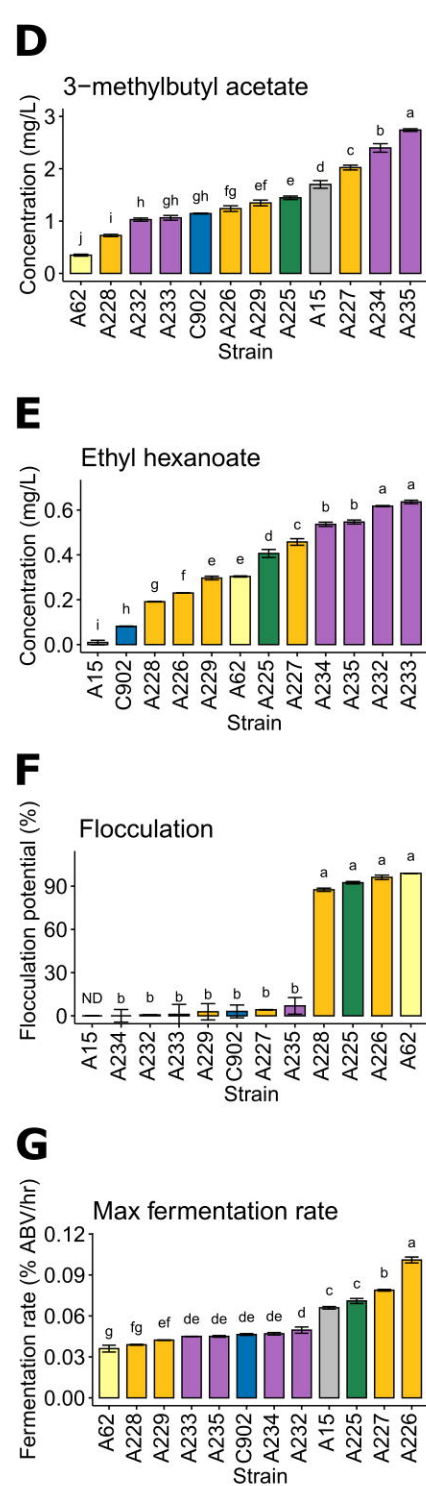 D
3−methylbutyl acetate
Concentration (mg/L)
3
2
1
0
j i h gh gh fg ef e d c b a
A62 A228 A232 A233 C902 A226 A229 A225 A15 A227 A234 A235
Strain
E
Ethyl hexanoate
Concentration (mg/L)
0.6
0.4
0.2
0.0
i h g f e e d c b b a a
A15 C902 A228 A226 A229 A62 A225 A227 A234 A235 A232 A233
Strain
F
Flocculation
Flocculation potential (%)
90
60
30
0
ND b b b b b b b a a a a
A15 A234 A232 A233 A229 C902 A227 A235 A228 A225 A226 A62
Strain
G
Max fermentation rate
Fermentation rate (% ABV/hr)
0.12
0.09
0.06
0.03
0.00
g fg ef de de de de d c c b a
A62 A228 A229 A233 A235 C902 A234 A232 A15 A225 A227 A226
Strain